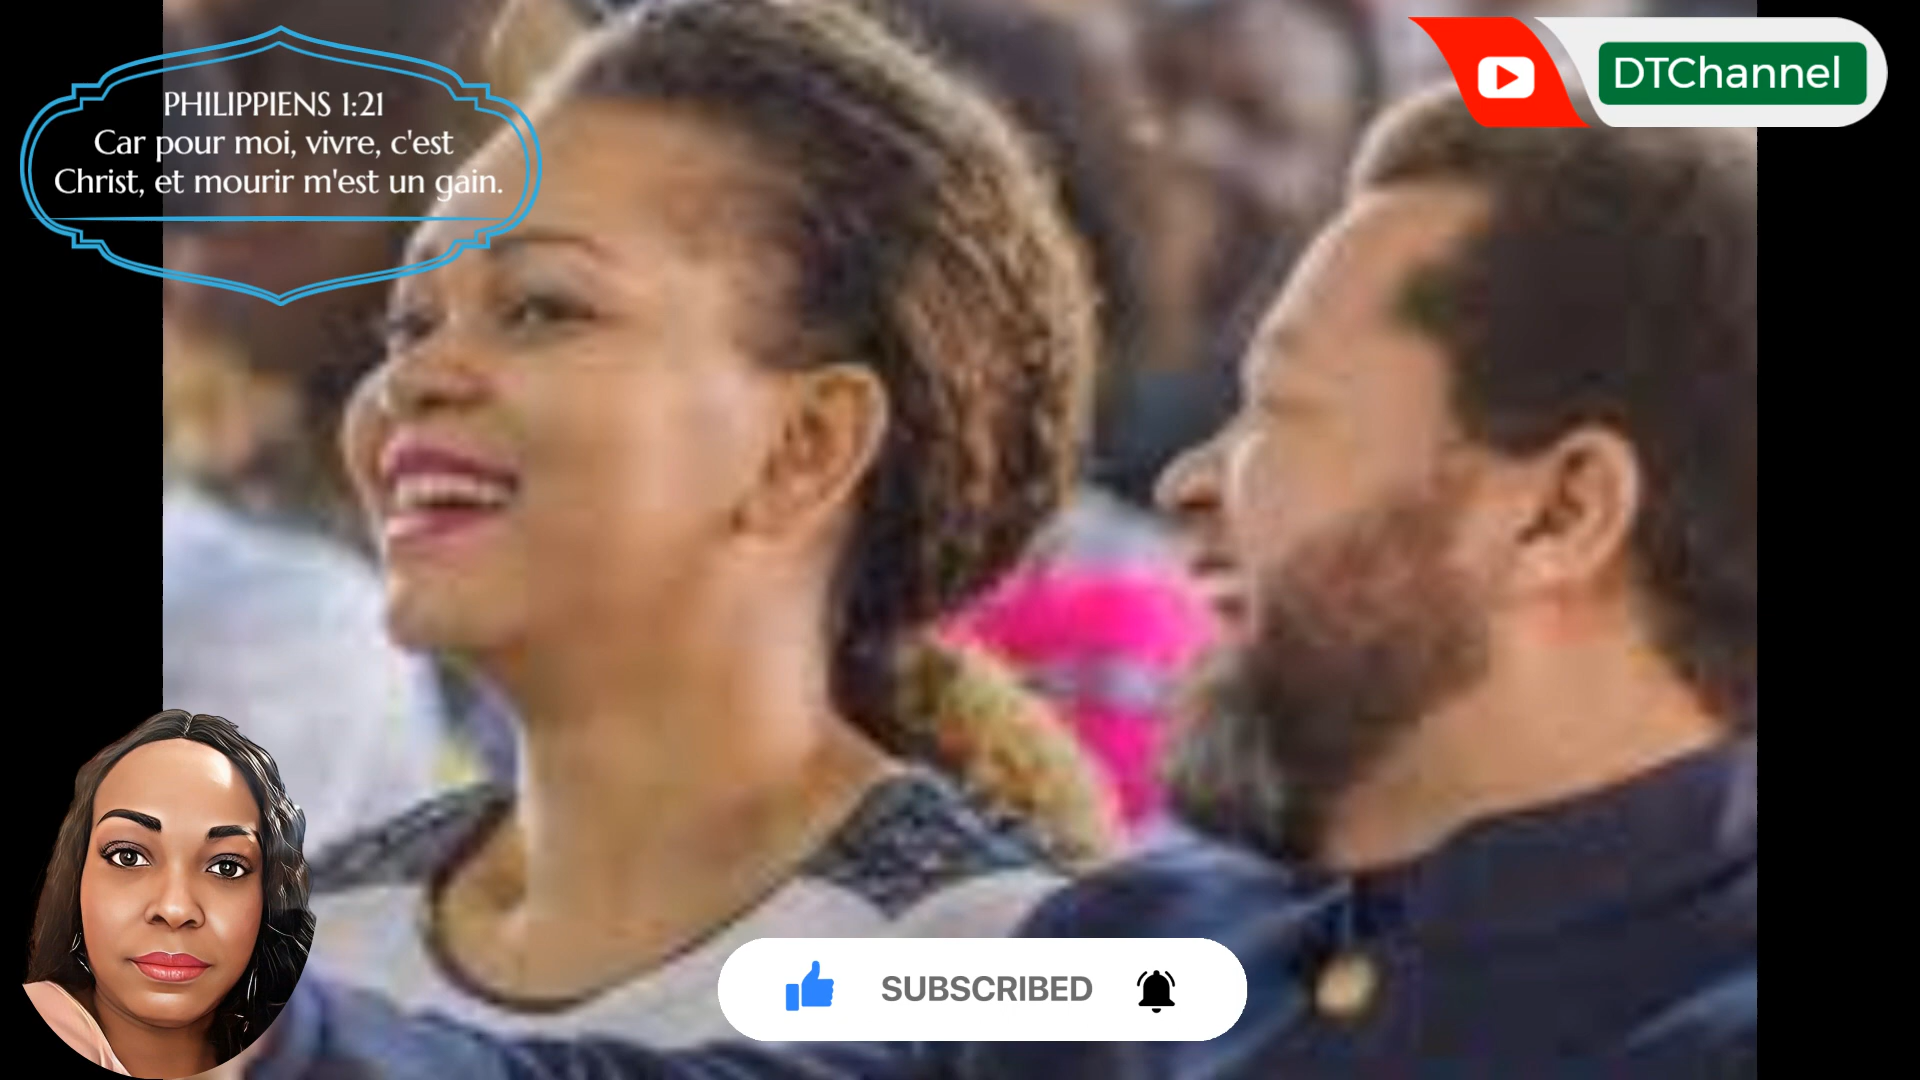 PHILIPPIENS 1:21
Car pour moi, vivre, c'est
Christ, et mourir m'est un gain.
DTChannel
SUBSCRIBED